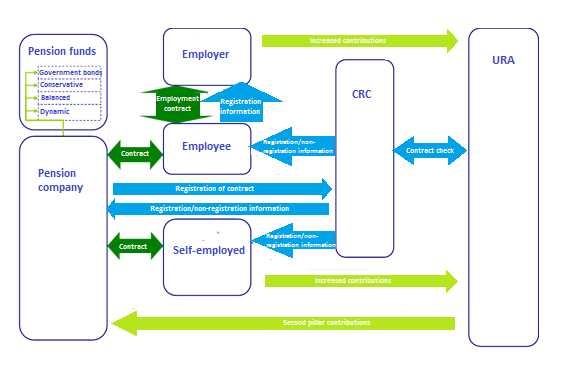 Pension funds
Government bonds
Conservative
Balanced
Dynamic
Employer
Increased contributions
URA
CRC
Employment
contract
Registration
information
Contract
Employee
Registration/non-
registration information
Contract check
Pension
company
Registration of contract
Registration/non-registration information
Contract
Self-employed
Registration/non-
registration information
Increased contributions
Second pillar contributions